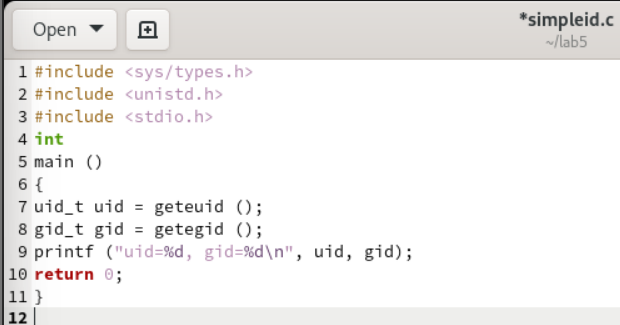 Open
*simpleid.c
~/lab5
1 #include <sys/types.h>
2 #include <unistd.h>
3 #include <stdio.h>
4 int
5 main ()
6 {
7 uid_t uid = geteuid ();
8 gid_t gid = getegid ();
9 printf ("uid=%d, gid=%d\n", uid, gid);
10 return 0;
11 }
12